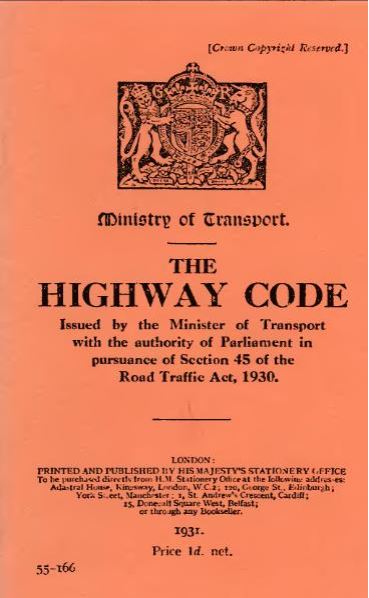 [Crown Copyright Reserved.]
G R
Ministry of Transport.
THE
HIGHWAY CODE
Issued by the Minister of Transport
with the authority of Parliament in
pursuance of Section 45 of the
Road Traffic Act, 1930.
LONDON:
PRINTED AND PUBLISHED BY HIS MAJESTY'S STATIONERY OFFICE
To be purchased directly from H.M. Stationery Office at the following addresses:
Adastral House, Kingsway, London, W.C.2; 120, George St., Edinburgh;
York Street, Manchester; 1, St. Andrew's Crescent, Cardiff;
15, Donegall Square West, Belfast;
or through any Bookseller.
1931.
Price 1d. net.
55-166